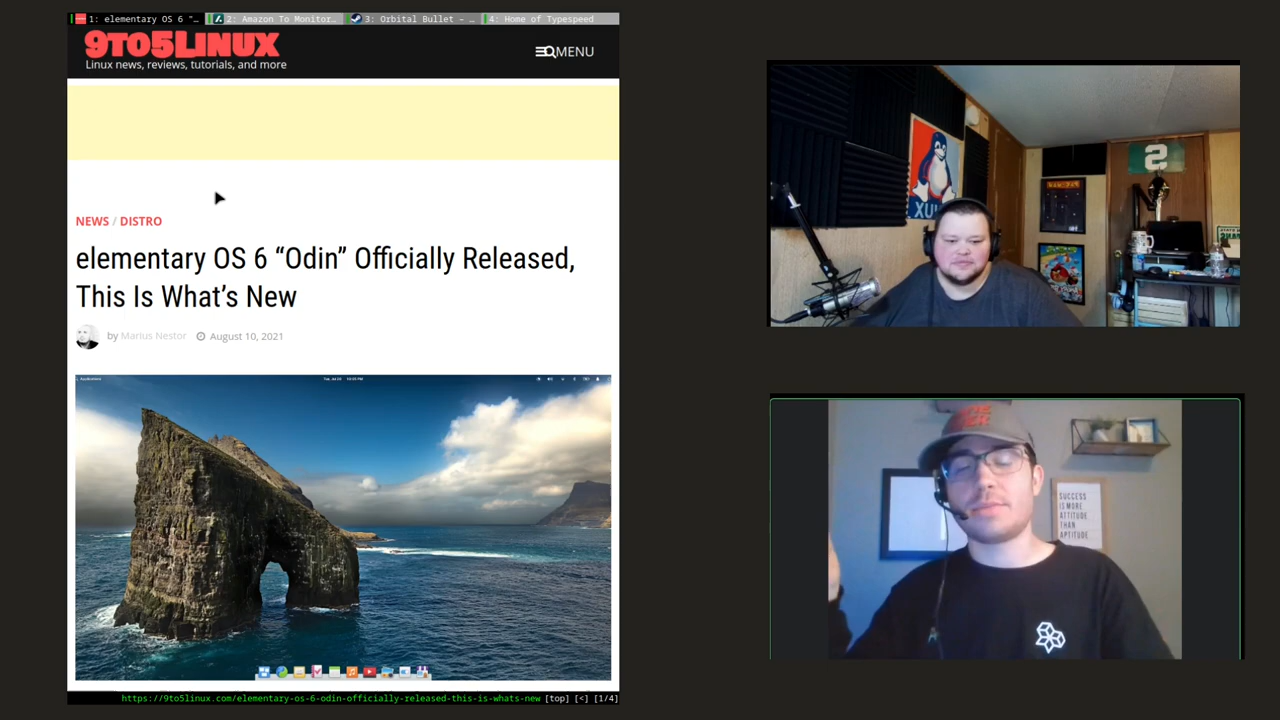 1: elementary OS 6 "…
2: Amazon To Monitor…
3: Orbital Bullet – …
4: Home of Typespeed
9TO5LINUX
Linux news, reviews, tutorials, and more
MENU
NEWS / DISTRO
elementary OS 6 “Odin” Officially Released,
This Is What’s New
by Marius Nestor August 10, 2021
Applications
https://9to5linux.com/elementary-os-6-odin-officially-released-this-is-whats-new [top] [<] [1/4]
S
SUCCESS
IS MORE
ATTITUDE
THAN
APTITUDE